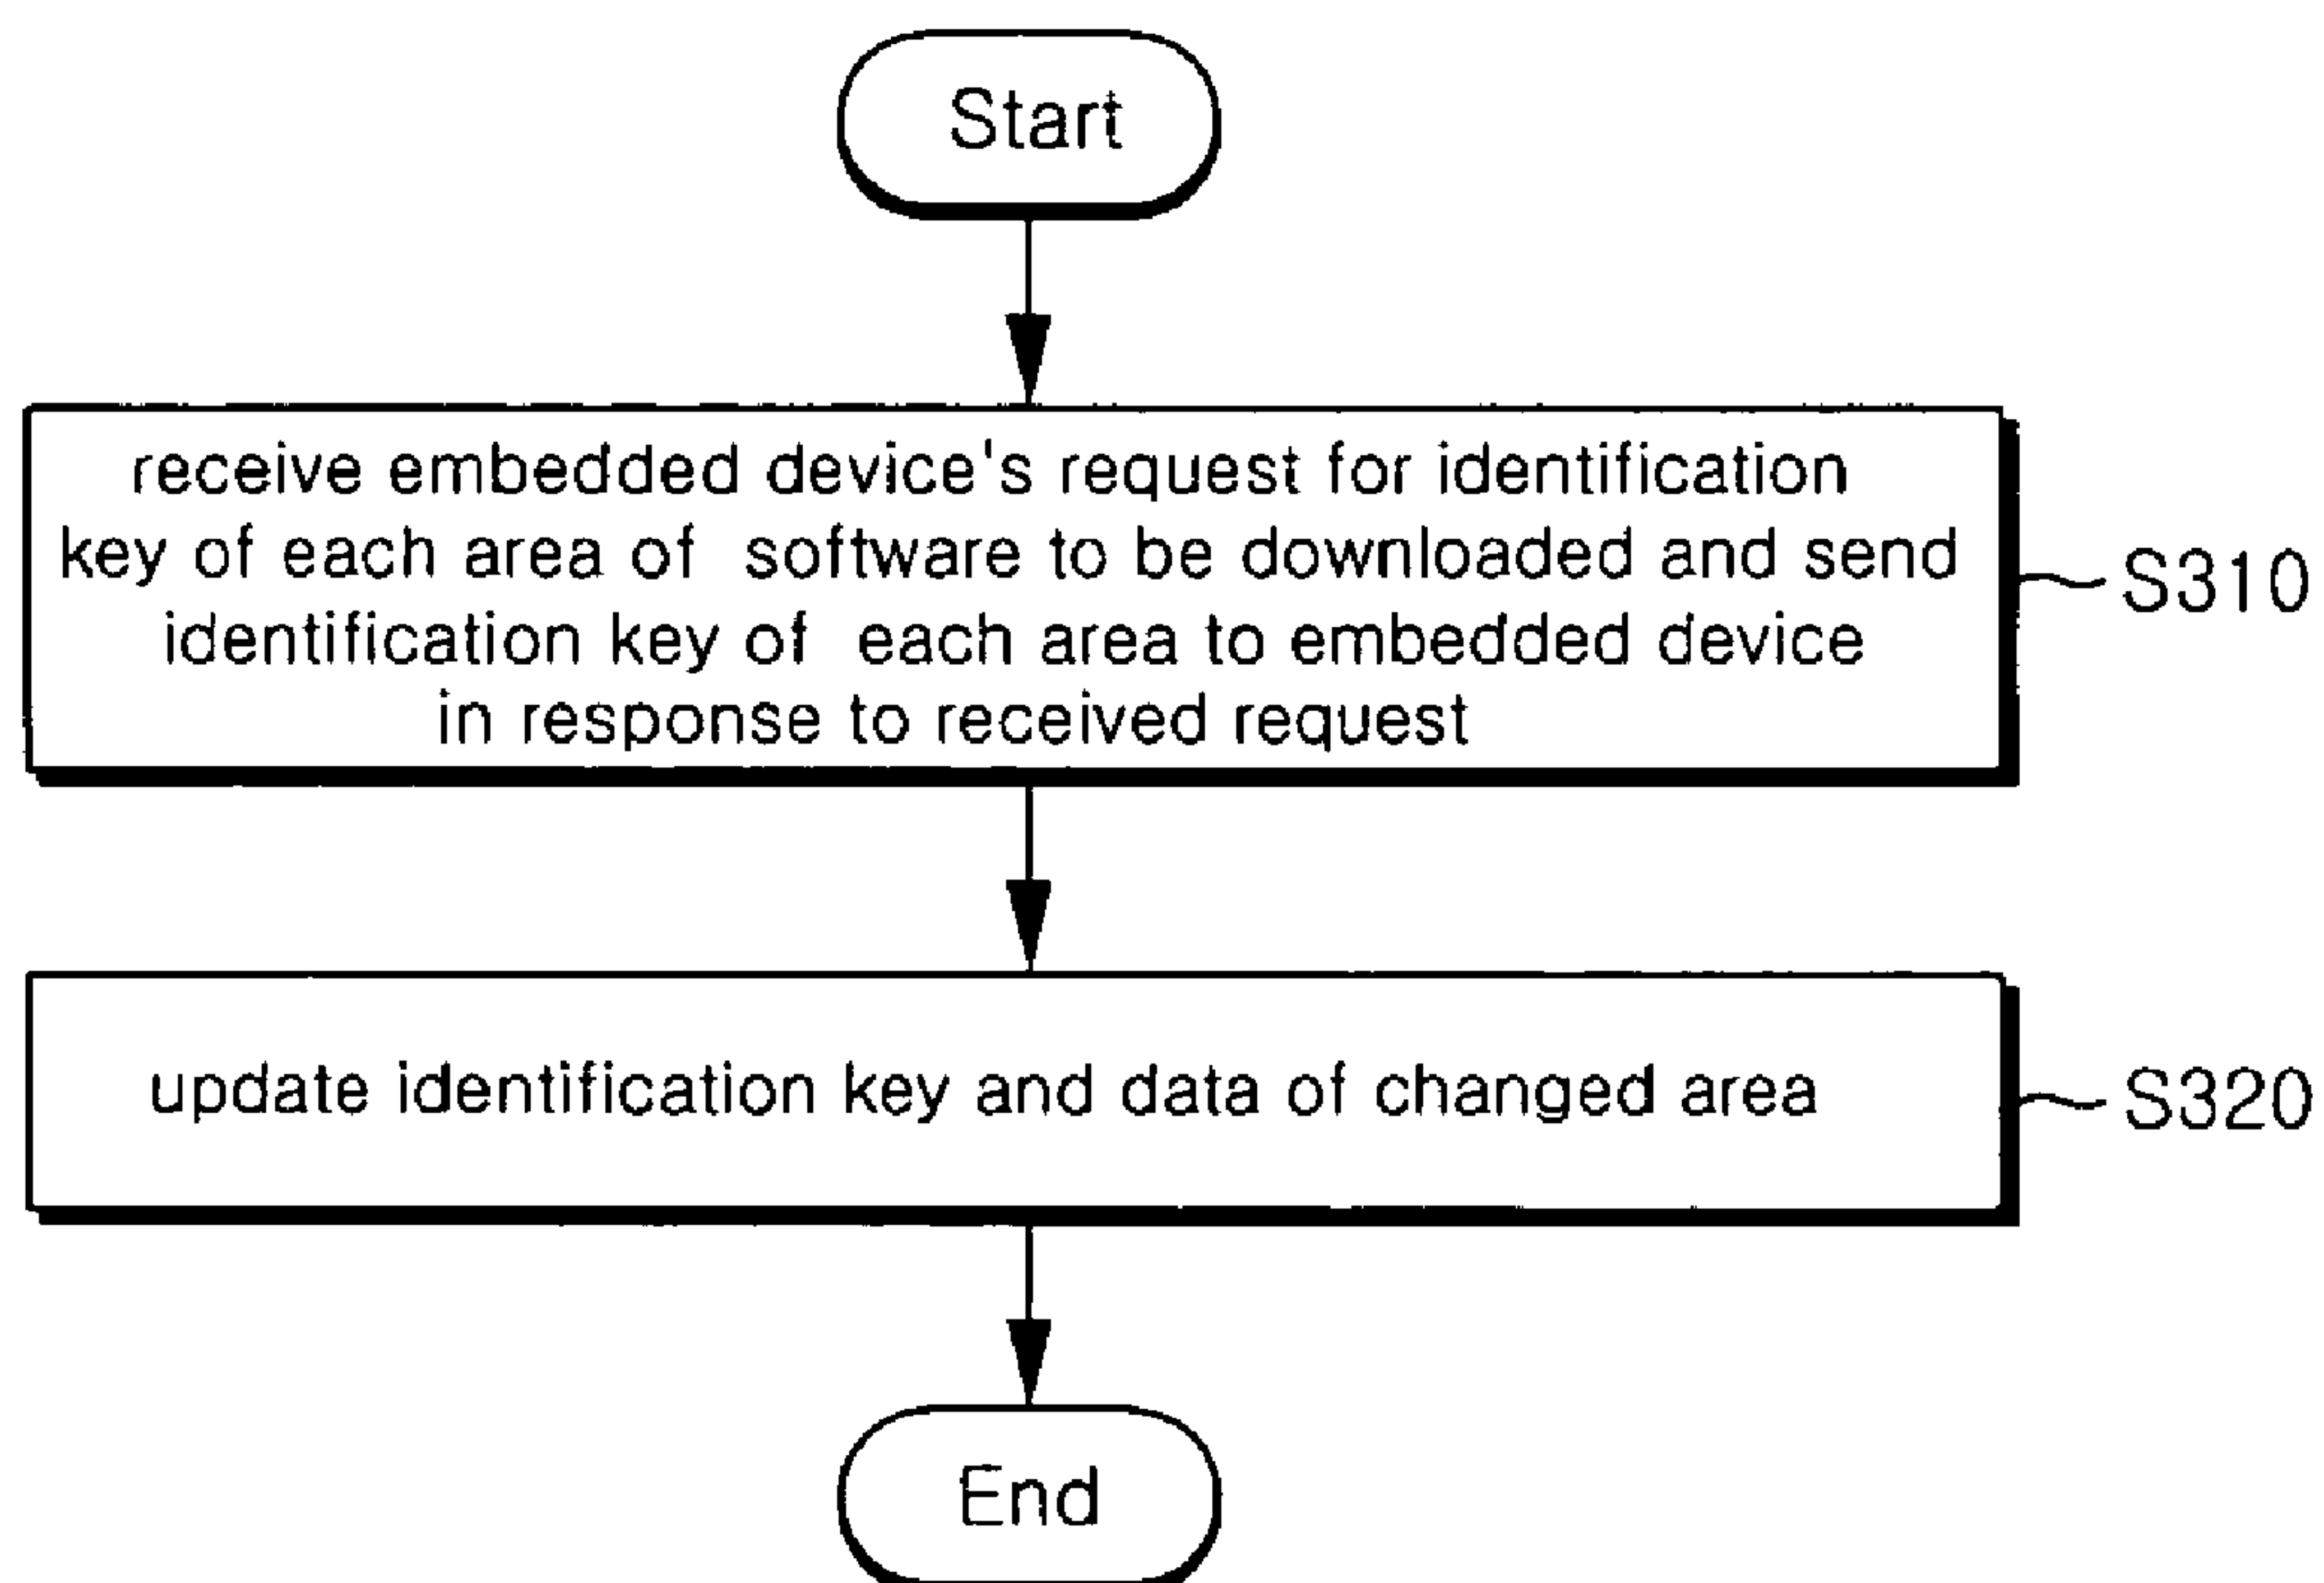 Start
receive embedded device's request for identification
key of each area of software to be downloaded and send
identification key of each area to embedded device
in response to received request
S310
update identification key and data of changed area
S320
End